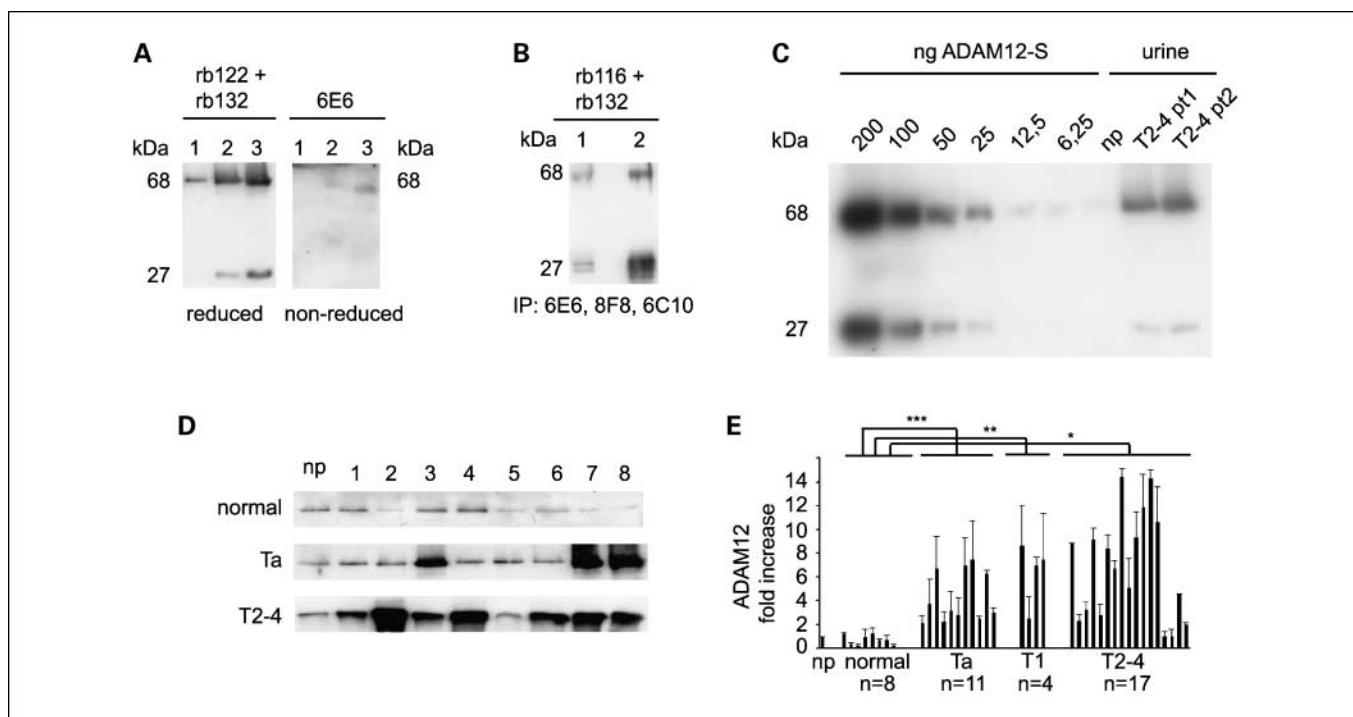 A
rb122 +
rb132
6E6
kDa 1 2 3 1 2 3 kDa
68 68
27
reduced non-reduced
B
rb116 +
rb132
kDa 1 2
68
27
IP: 6E6, 8F8, 6C10
C
ng ADAM12-S urine
kDa 200 100 50 25 12,5 6,25 np T2-4 pt1 T2-4 pt2
68
27
D
np 1 2 3 4 5 6 7 8
normal
Ta
T2-4
E
***
**
*
ADAM12
fold increase
14
12
10
8
6
4
2
0
np normal Ta T1 T2-4
n=8 n=11 n=4 n=17